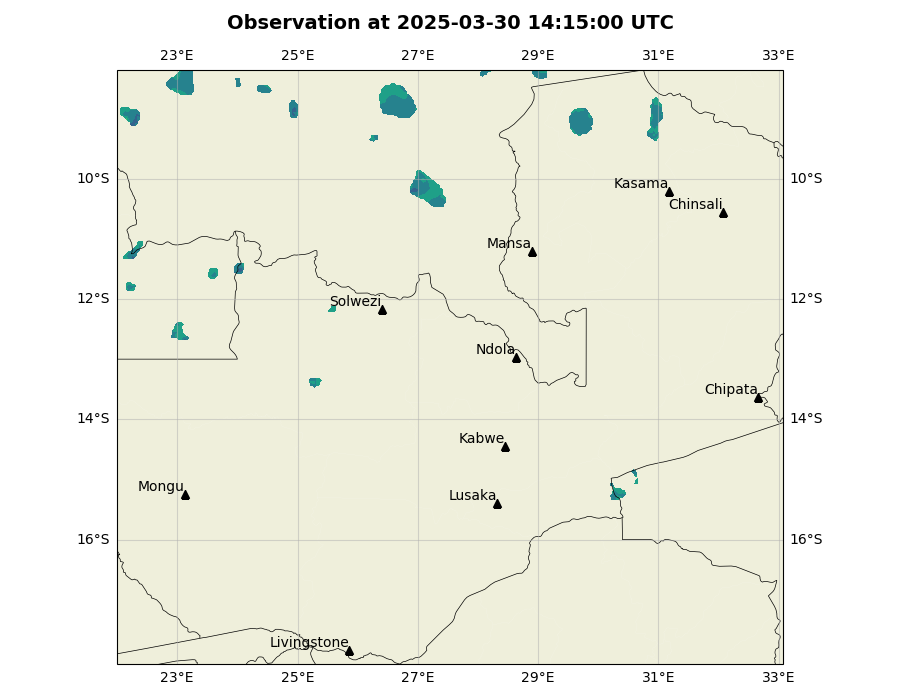 Observation at 2025-03-30 14:15:00 UTC
23°E 25°E 27°E 29°E 31°E 33°E
10°S 10°S
Kasama
Chinsali
Mansa
12°S 12°S
Solwezi
Ndola
Chipata
14°S 14°S
Kabwe
Mongu
Lusaka
16°S 16°S
Livingstone
23°E 25°E 27°E 29°E 31°E 33°E